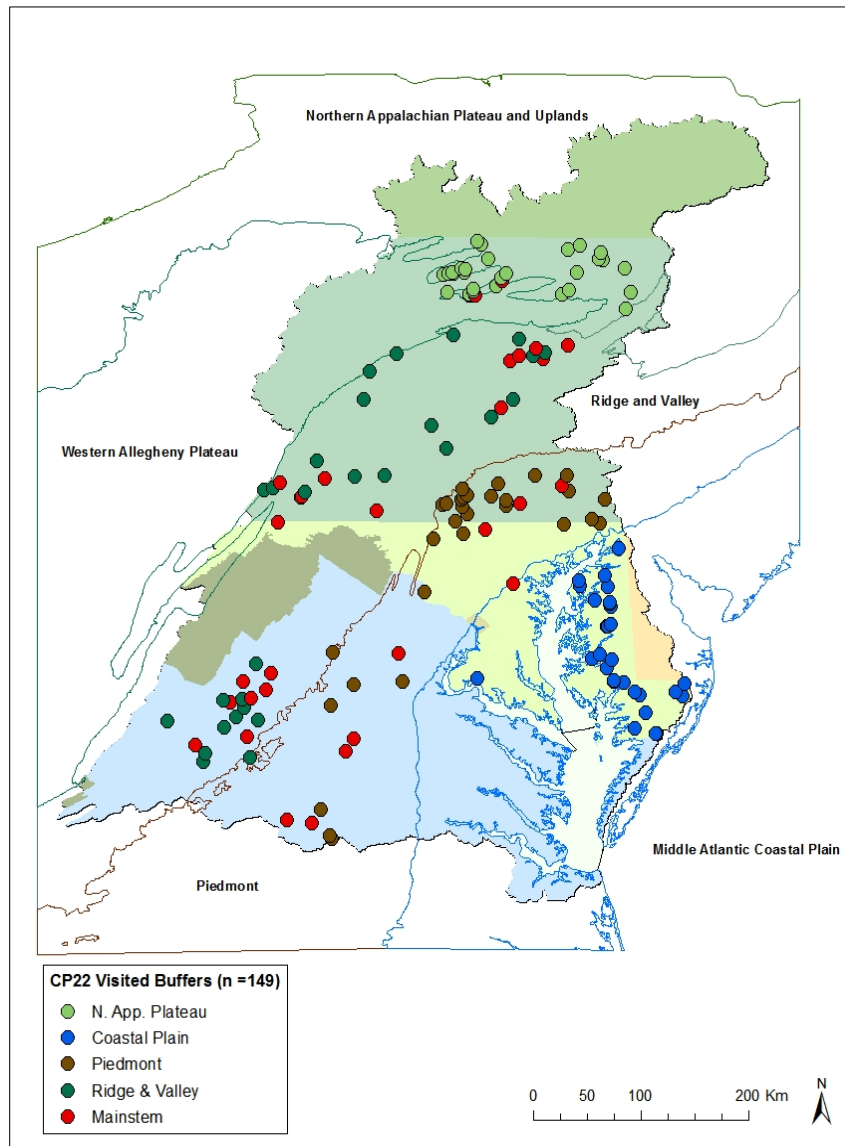 Northern Appalachian Plateau and Uplands
Ridge and Valley
Western Allegheny Plateau
Middle Atlantic Coastal Plain
Piedmont
CP22 Visited Buffers (n =149)
N. App. Plateau
Coastal Plain
Piedmont
Ridge & Valley
Mainstem
0 50 100 200 Km
N